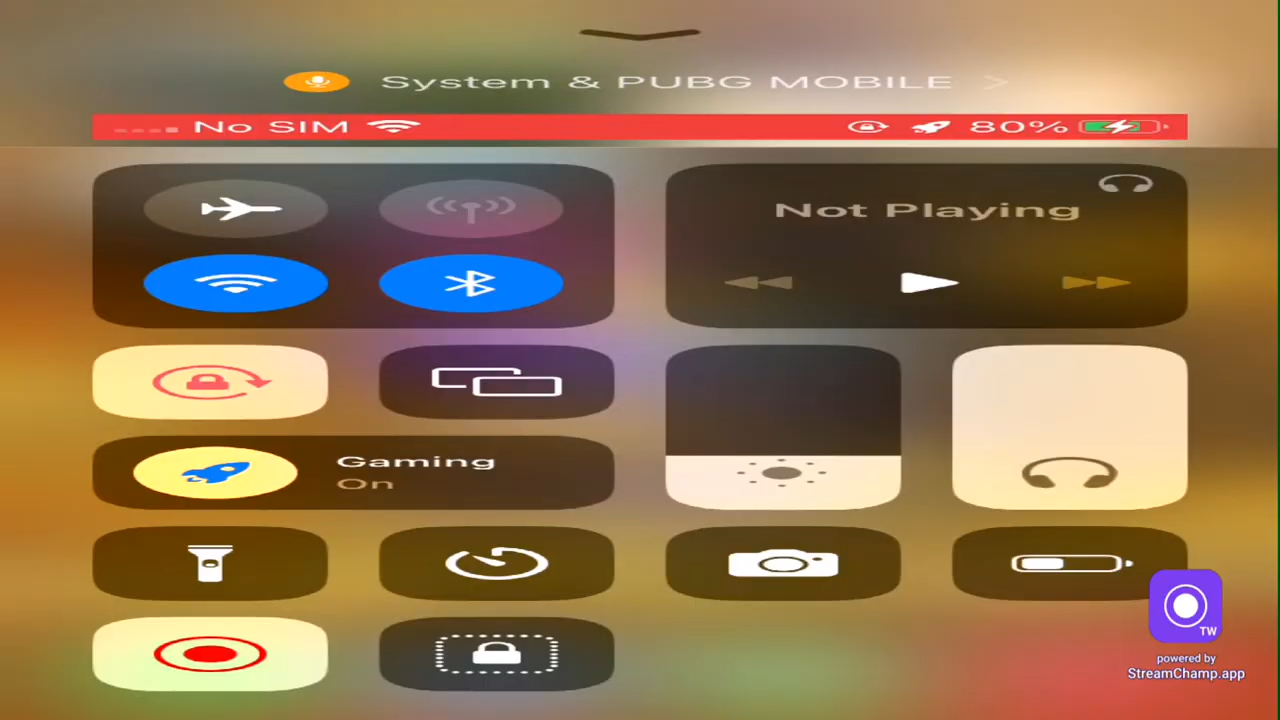 System & PUBG MOBILE
No SIM 80%
Not Playing
Gaming
On
TW
powered by
StreamChamp.app